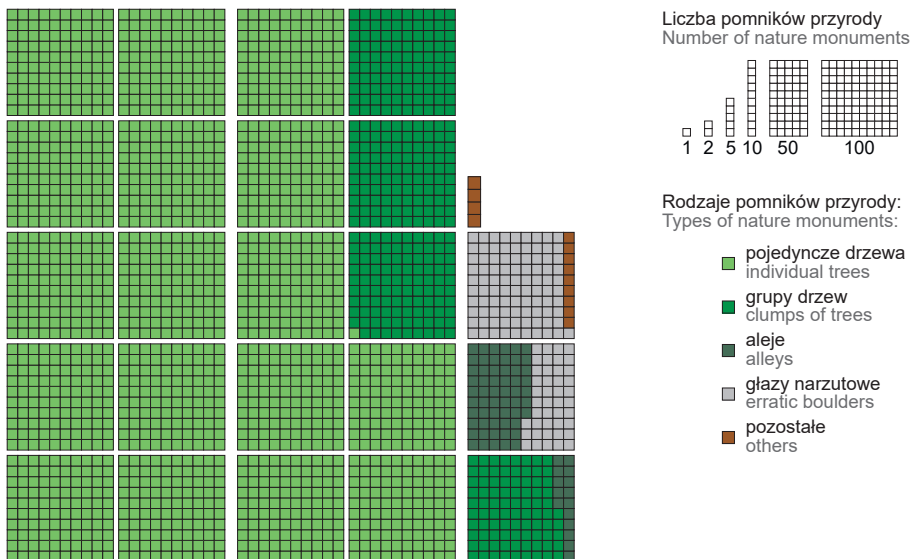 Liczba pomników przyrody
Number of nature monuments
1 2 5 10 50 100
Rodzaje pomników przyrody:
Types of nature monuments:
pojedyncze drzewa
individual trees
grupy drzew
clumps of trees
aleje
alleys
głazy narzutowe
erratic boulders
pozostałe
others